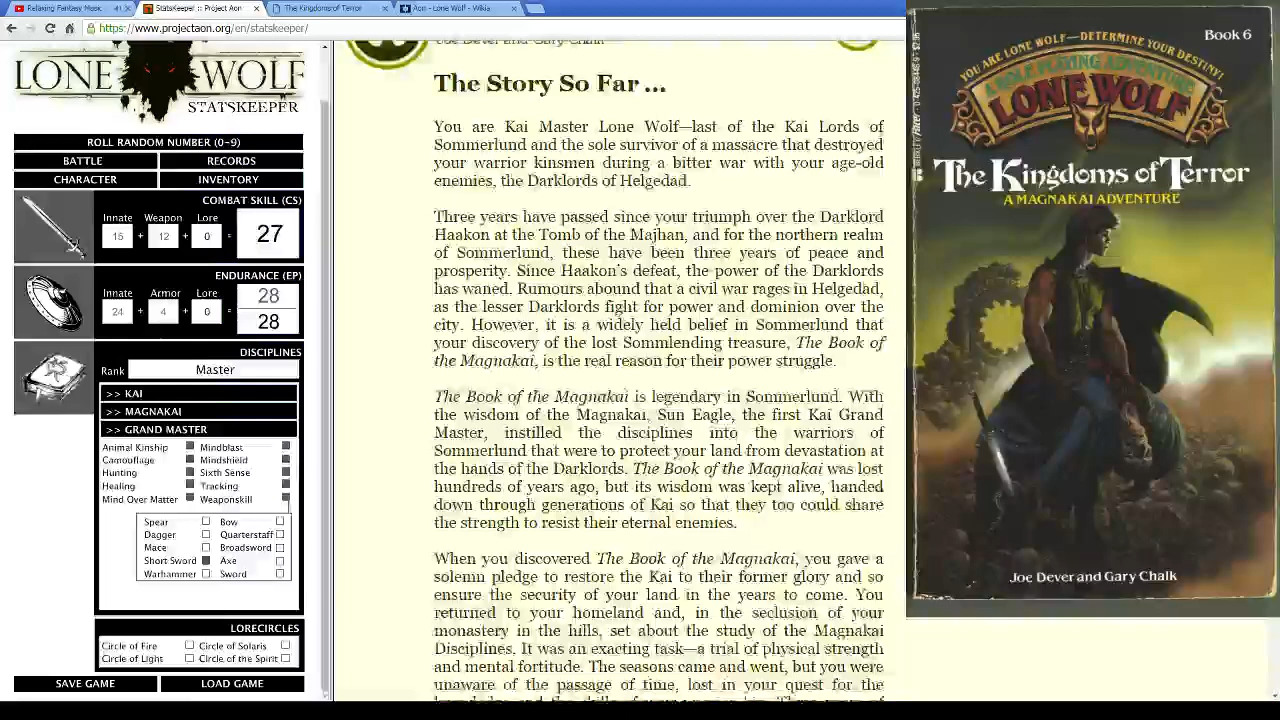 Relaxing Fantasy Music
StatsKeeper :: Project Aon
The Kingdoms of Terror
Aon - Lone Wolf - Wikia
https://www.projectaon.org/en/statskeeper/
LONE WOLF
STATSKEEPER
ROLL RANDOM NUMBER (0-9)
BATTLE RECORDS
CHARACTER INVENTORY
COMBAT SKILL (CS)
Innate Weapon Lore
15 + 12 + 0 = 27
ENDURANCE (EP)
Innate Armor Lore 28
24 + 4 + 0 = 28
DISCIPLINES
Rank Master
>> KAI
>> MAGNAKAI
>> GRAND MASTER
Animal Kinship Mindblast
Camouflage Mindshield
Hunting Sixth Sense
Healing Tracking
Mind Over Matter Weaponskill
Spear Bow
Dagger Quarterstaff
Mace Broadsword
Short Sword Axe
Warhammer Sword
LORECIRCLES
Circle of Fire Circle of Solaris
Circle of Light Circle of the Spirit
SAVE GAME LOAD GAME
Joe Dever and Gary Chalk
The Story So Far ...
You are Kai Master Lone Wolf—last of the Kai Lords of
Sommerlund and the sole survivor of a massacre that destroyed
your warrior kinsmen during a bitter war with your age-old
enemies, the Darklords of Helgedad.
Three years have passed since your triumph over the Darklord
Haakon at the Tomb of the Majhan, and for the northern realm
of Sommerlund, these have been three years of peace and
prosperity. Since Haakon's defeat, the power of the Darklords
has waned. Rumours abound that a civil war rages in Helgedad,
as the lesser Darklords fight for power and dominion over the
city. However, it is a widely held belief in Sommerlund that
your discovery of the lost Sommlending treasure, The Book of
the Magnakai, is the real reason for their power struggle.
The Book of the Magnakai is legendary in Sommerlund. With
the wisdom of the Magnakai, Sun Eagle, the first Kai Grand
Master, instilled the disciplines into the warriors of
Sommerlund that were to protect your land from devastation at
the hands of the Darklords. The Book of the Magnakai was lost
hundreds of years ago, but its wisdom was kept alive, handed
down through generations of Kai so that they too could share
the strength to resist their eternal enemies.
When you discovered The Book of the Magnakai, you gave a
solemn pledge to restore the Kai to their former glory and so
ensure the security of your land in the years to come. You
returned to your homeland and, in the seclusion of your
monastery in the hills, set about the study of the Magnakai
Disciplines. It was an exacting task—a trial of physical strength
and mental fortitude. The seasons came and went, but you were
unaware of the passage of time, lost in your quest for the
Book 6
YOU ARE LONE WOLF—DETERMINE YOUR DESTINY!
A ROLE PLAYING ADVENTURE
LONE WOLF
The Kingdoms of Terror
A MAGNAKAI ADVENTURE
Joe Dever and Gary Chalk